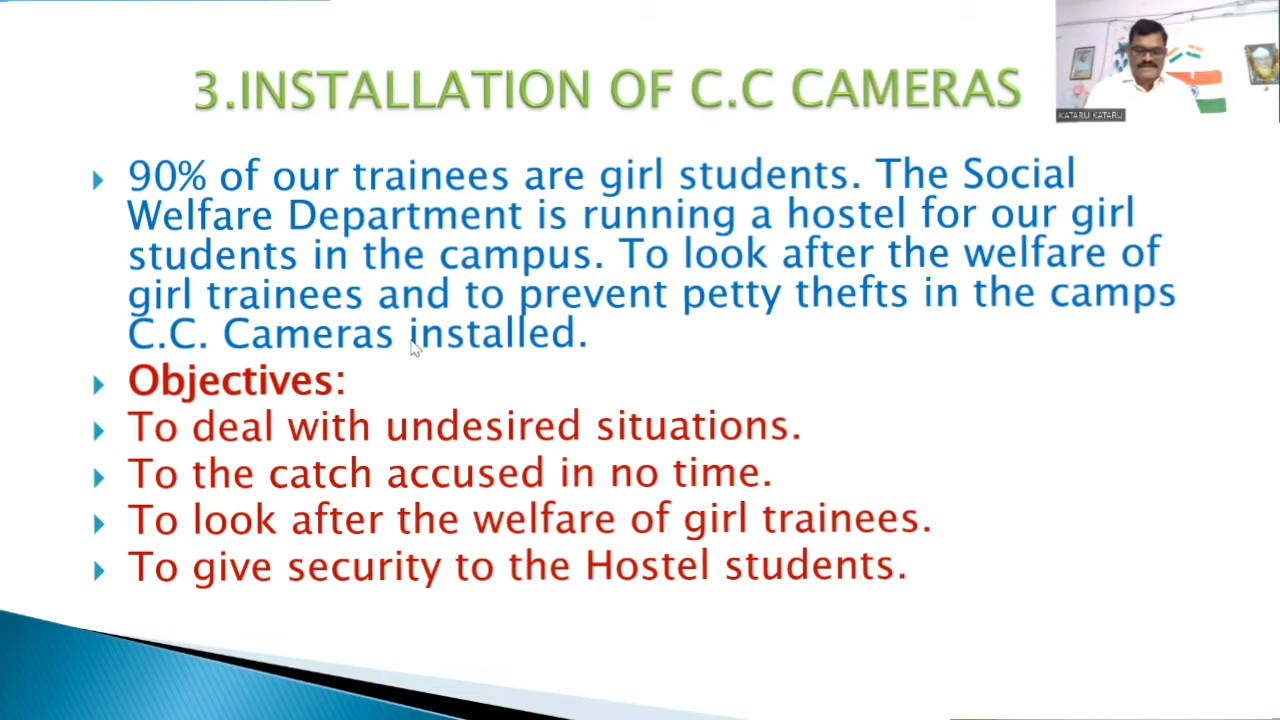 3.INSTALLATION OF C.C CAMERAS
KATARU KATARU
90% of our trainees are girl students. The Social
Welfare Department is running a hostel for our girl
students in the campus. To look after the welfare of
girl trainees and to prevent petty thefts in the camps
C.C. Cameras installed.
Objectives:
To deal with undesired situations.
To the catch accused in no time.
To look after the welfare of girl trainees.
To give security to the Hostel students.